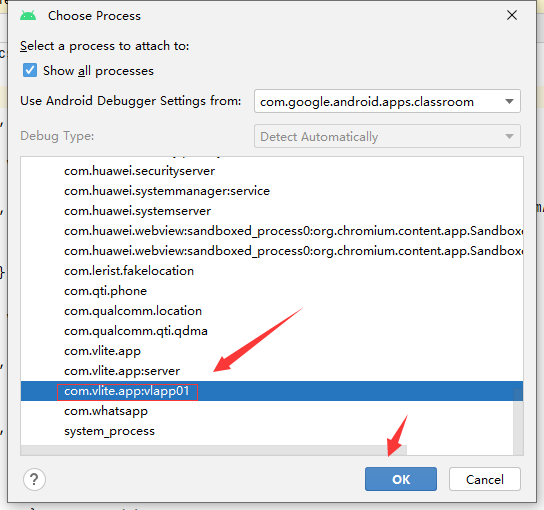 Choose Process
Select a process to attach to:
Show all processes
Use Android Debugger Settings from: com.google.android.apps.classroom
Debug Type: Detect Automatically
com.huawei.securityserver
com.huawei.systemmanager:service
com.huawei.systemserver
com.huawei.webview:sandboxed_process0:org.chromium.content.app.Sandboxe
com.huawei.webview:sandboxed_process0:org.chromium.content.app.Sandboxe
com.lerist.fakelocation
com.qti.phone
com.qualcomm.location
com.qualcomm.qti.qdma
com.vlite.app
com.vlite.app:server
com.vlite.app:vlapp01
com.whatsapp
system_process
? OK Cancel